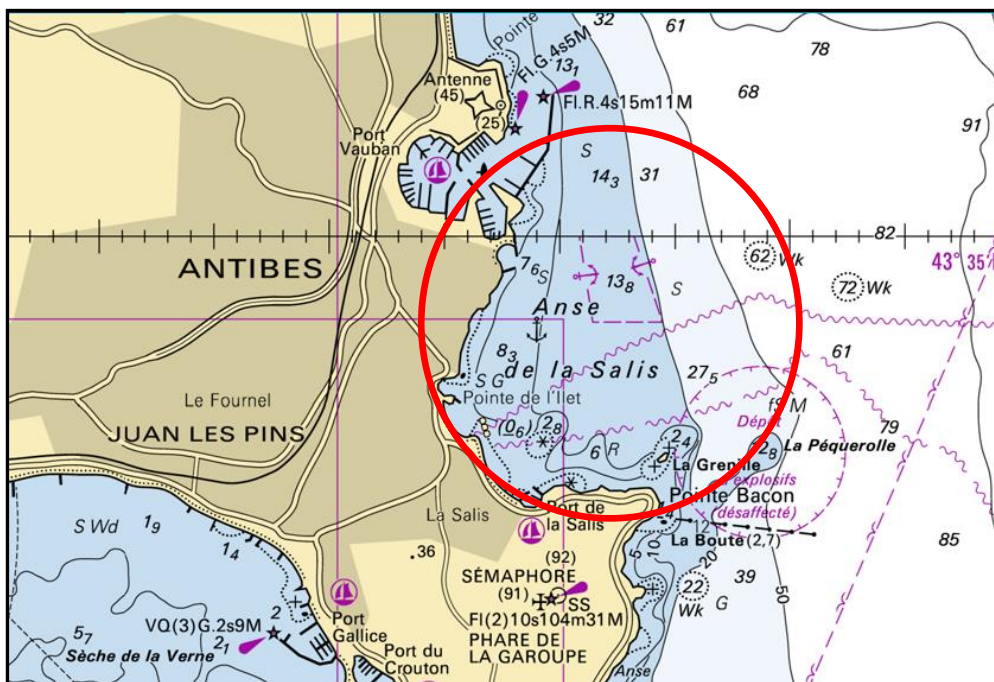 Pointe
32
61
78
Fl.G.4s5M
13₁
Antenne
(45)
(25)
Fl.R.4s15m11M
68
91
Port
Vauban
S
14₃
31
82
43° 35'
62 Wk
72 Wk
ANTIBES
7₆
S
13₈
S
Anse
8₃
de la Salis
61
S G
27₅
Le Fournel
Pointe de l'Ilet
fS M
79
JUAN LES PINS
(0₆)
2₈
Dépôt
6
R
2₄
2₈
La Péquerolle
La Grenille
explosifs
Pointe Bacon
(désaffecté)
S Wd
1₉
1₄
La Salis
Port de
la Salis
12
La Boute (2,7)
85
36
5
10
20
(92)
SÉMAPHORE
(91)
SS
22
Wk
39
G
50
Fl(2)10s104m31M
PHARE DE
LA GAROUPE
2
VQ(3)G.2s9M
2₁
5₇
Sèche de la Verne
Port
Gallice
Port du
Crouton
Anse